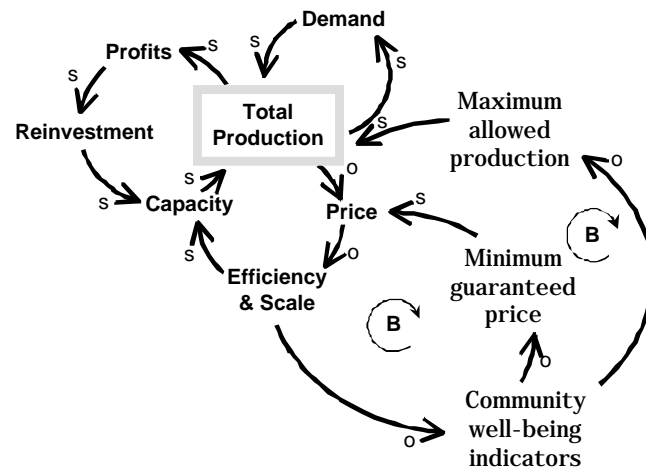 Demand
s
s
s
Profits
s
Reinvestment
s
Total
Production
Maximum
allowed
production
s
s
o
o
Capacity
Price
s
s
o
B
Efficiency
& Scale
Minimum
guaranteed
price
B
o
Community
well-being
indicators
o